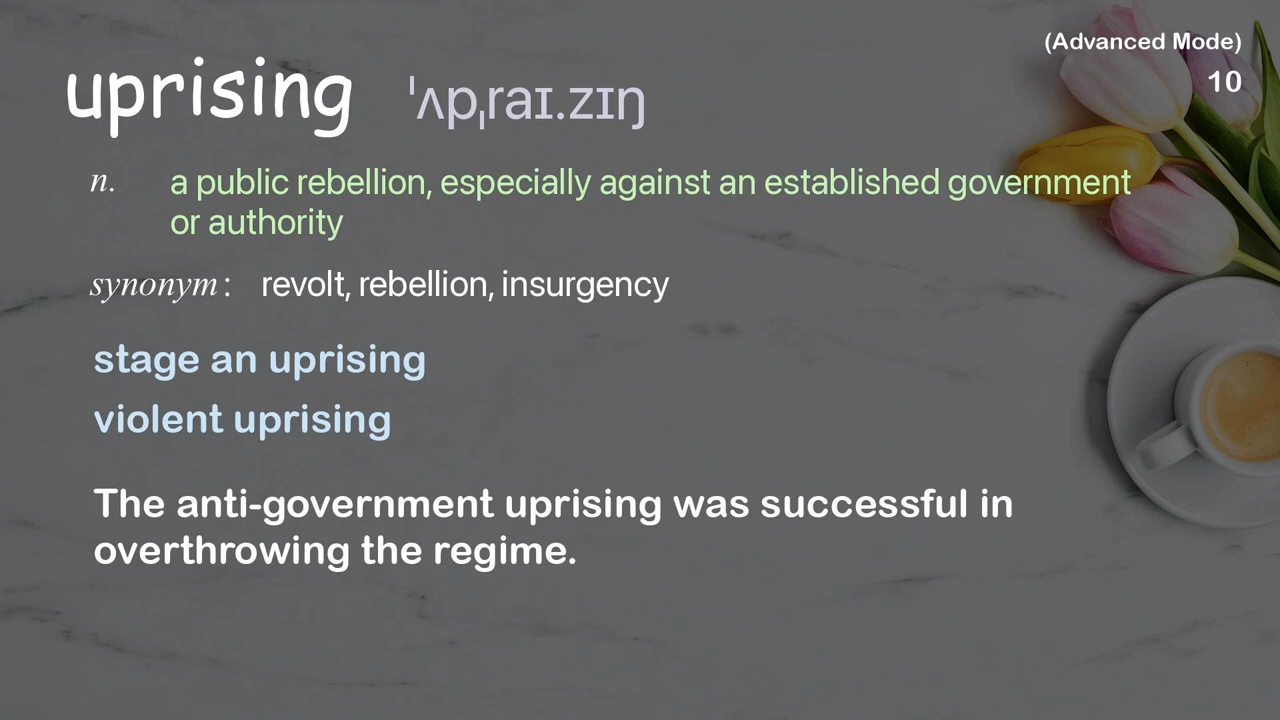 (Advanced Mode)
10
uprising ˈʌpˌraɪ.zɪŋ
n. a public rebellion, especially against an established government
or authority
synonym : revolt, rebellion, insurgency
stage an uprising
violent uprising
The anti-government uprising was successful in
overthrowing the regime.